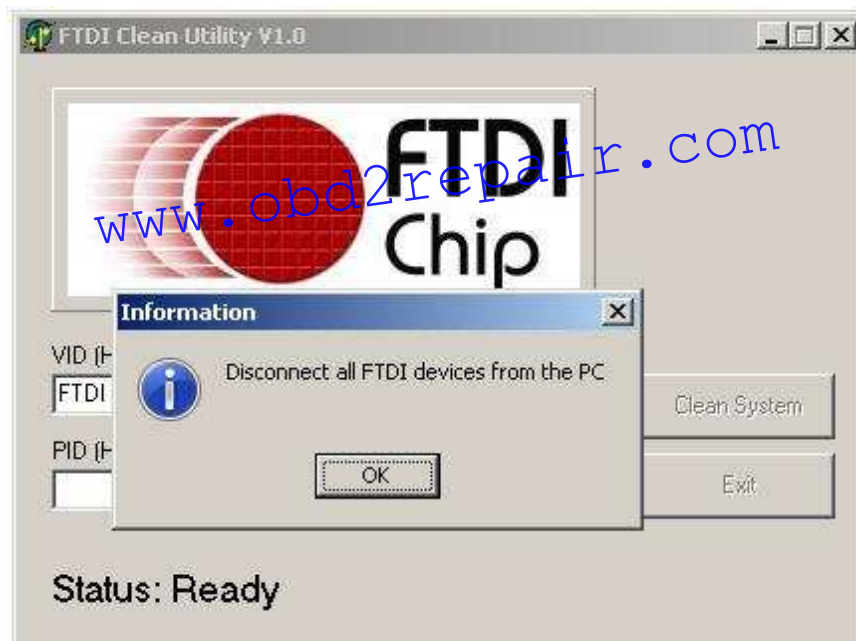 FTDI Clean Utility V1.0
FTDI
Chip
www.obd2repair.com
Information
Disconnect all FTDI devices from the PC
OK
VID (H
FTDI
PID (H
Clean System
Exit
Status: Ready